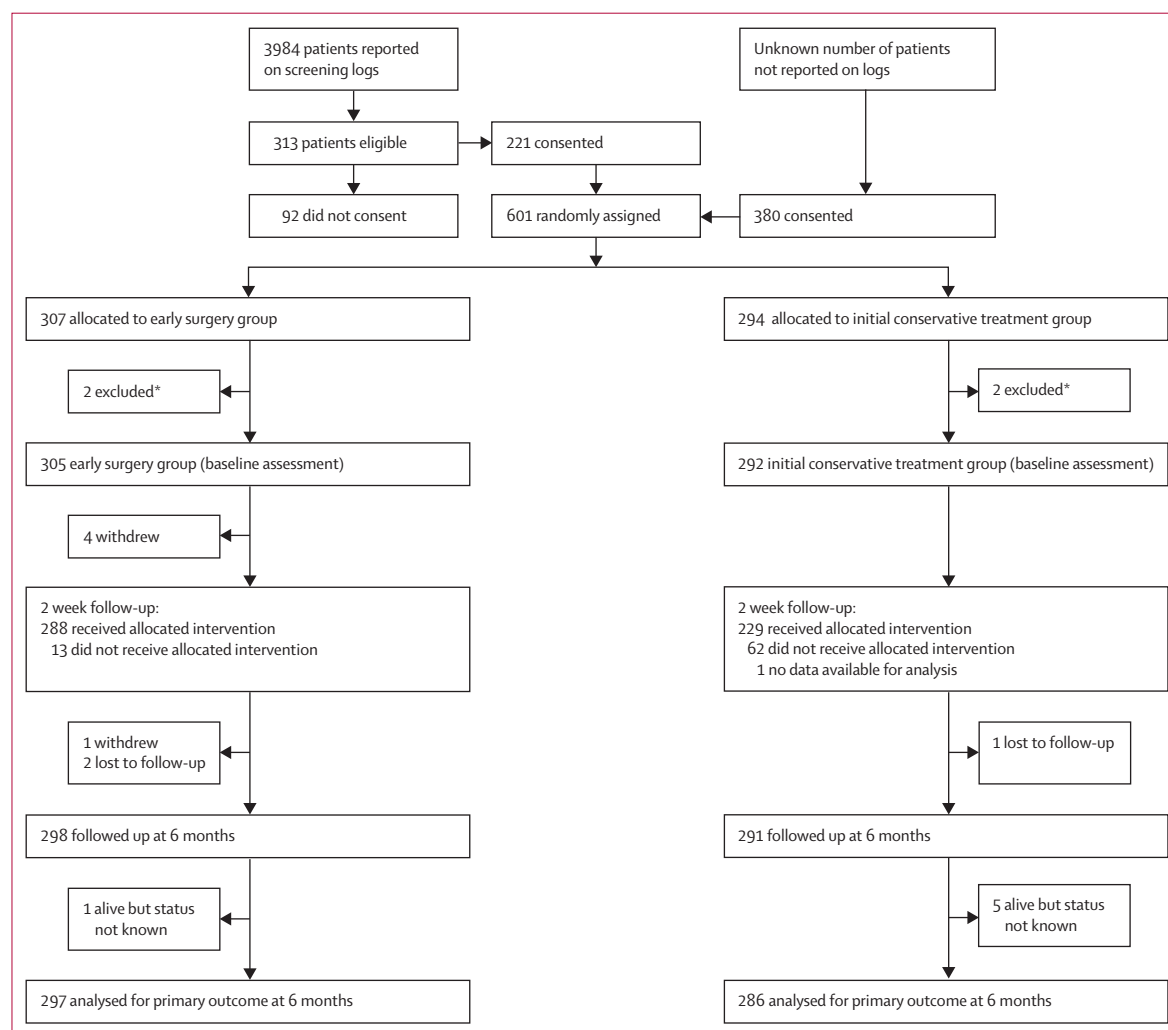 3984 patients reported
on screening logs
Unknown number of patients
not reported on logs
313 patients eligible
221 consented
92 did not consent
601 randomly assigned
380 consented
307 allocated to early surgery group
294 allocated to initial conservative treatment group
2 excluded*
2 excluded*
305 early surgery group (baseline assessment)
292 initial conservative treatment group (baseline assessment)
4 withdrew
2 week follow-up:
288 received allocated intervention
13 did not receive allocated intervention
2 week follow-up:
229 received allocated intervention
62 did not receive allocated intervention
1 no data available for analysis
1 withdrew
2 lost to follow-up
1 lost to follow-up
298 followed up at 6 months
291 followed up at 6 months
1 alive but status
not known
5 alive but status
not known
297 analysed for primary outcome at 6 months
286 analysed for primary outcome at 6 months